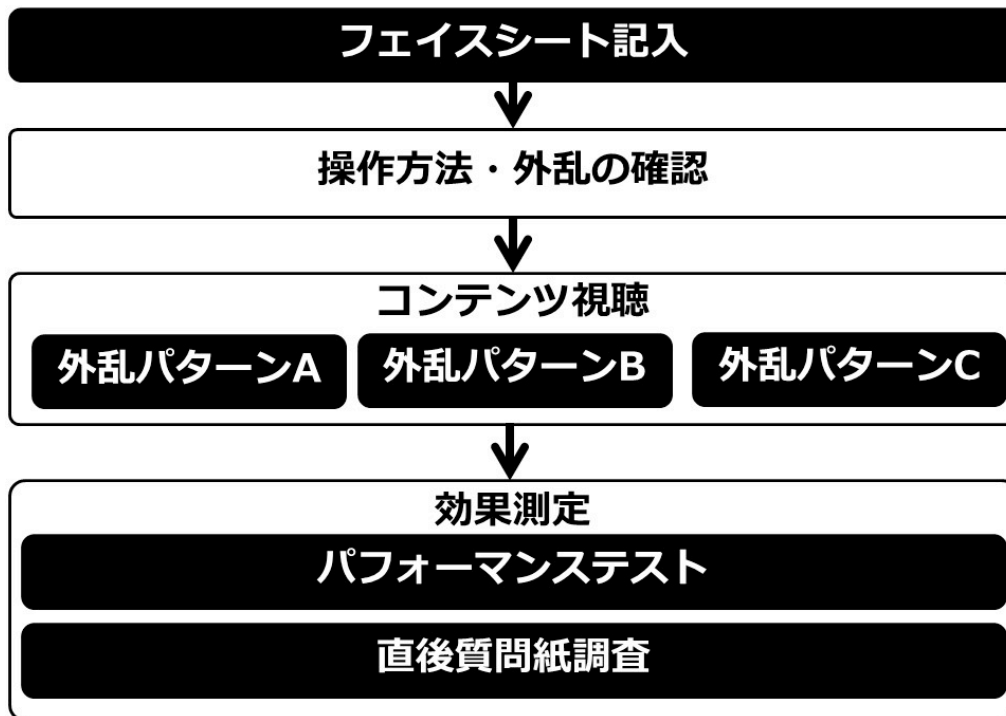 フェイスシート記入
操作方法・外乱の確認
コンテンツ視聴
外乱パターンA
外乱パターンB
外乱パターンC
効果測定
パフォーマンステスト
直後質問紙調査